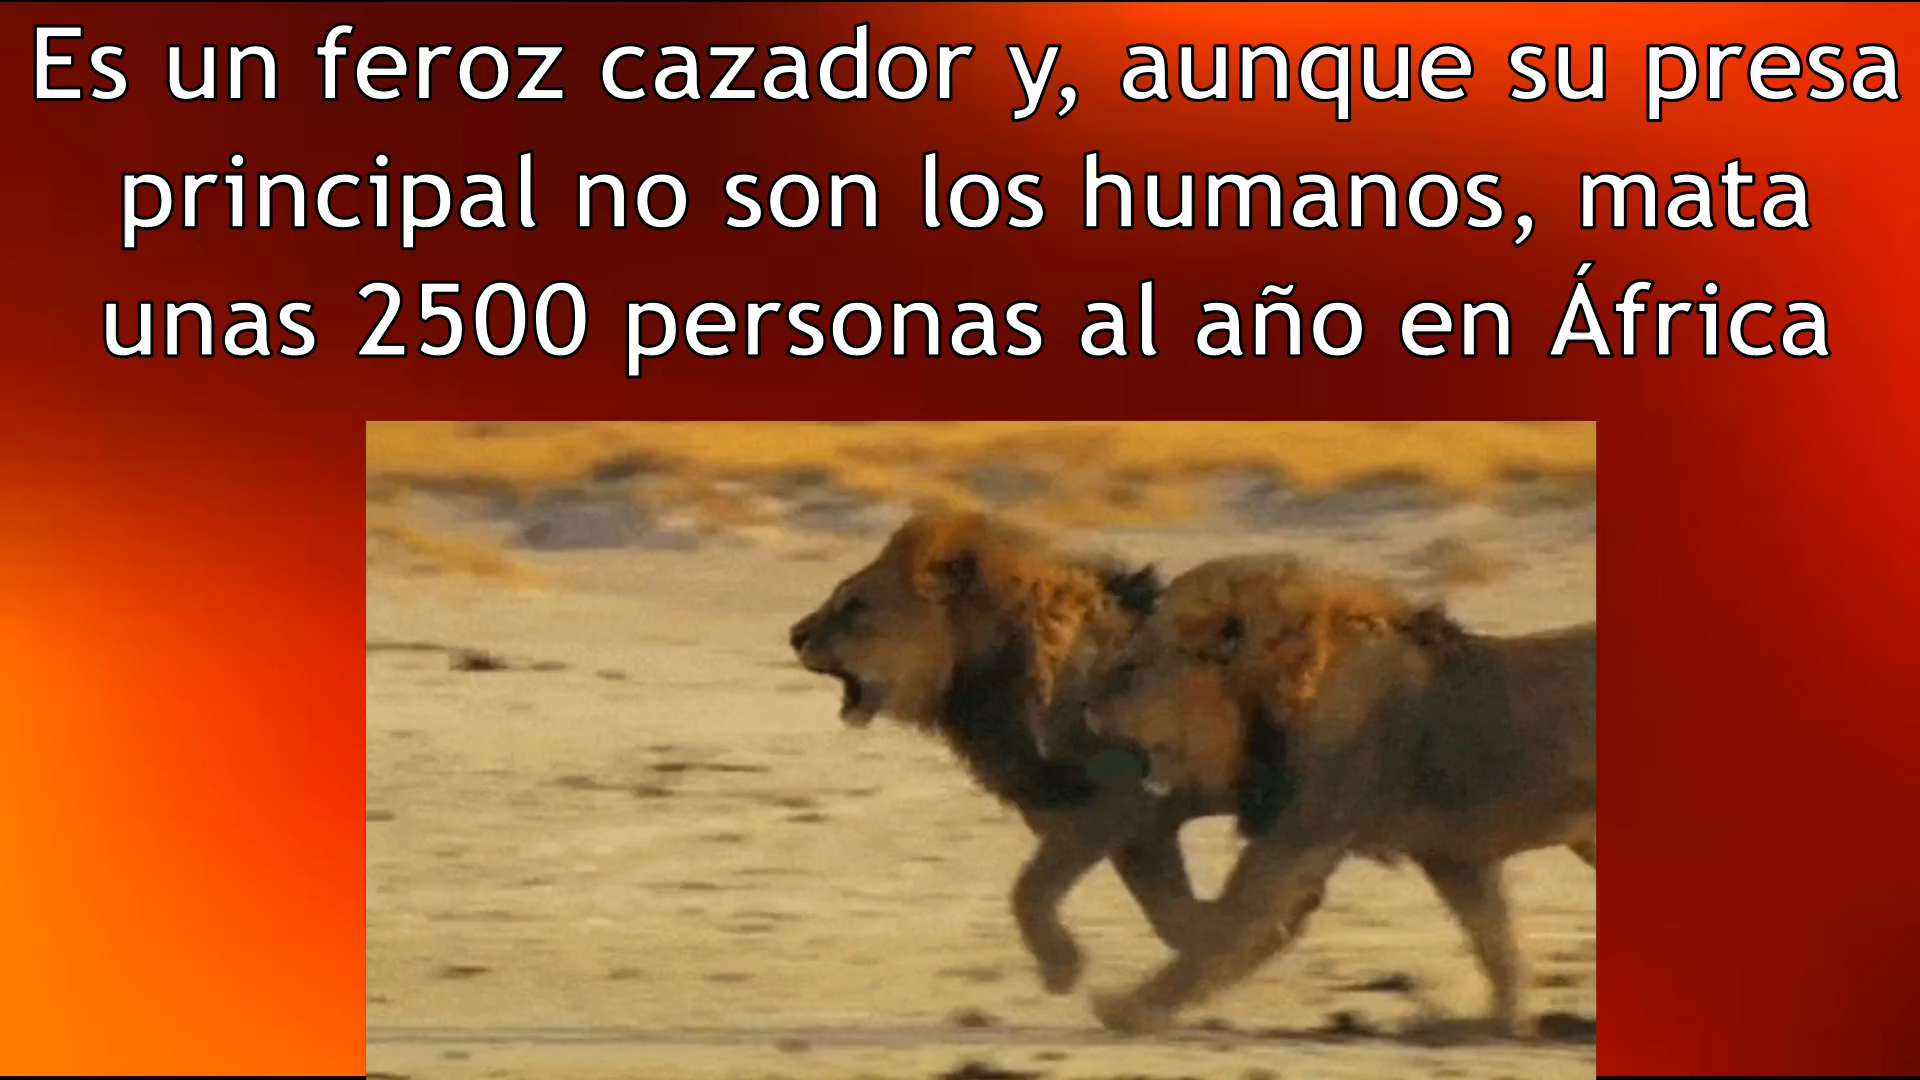 Es un feroz cazador y, aunque su presa
principal no son los humanos, mata
unas 2500 personas al año en África